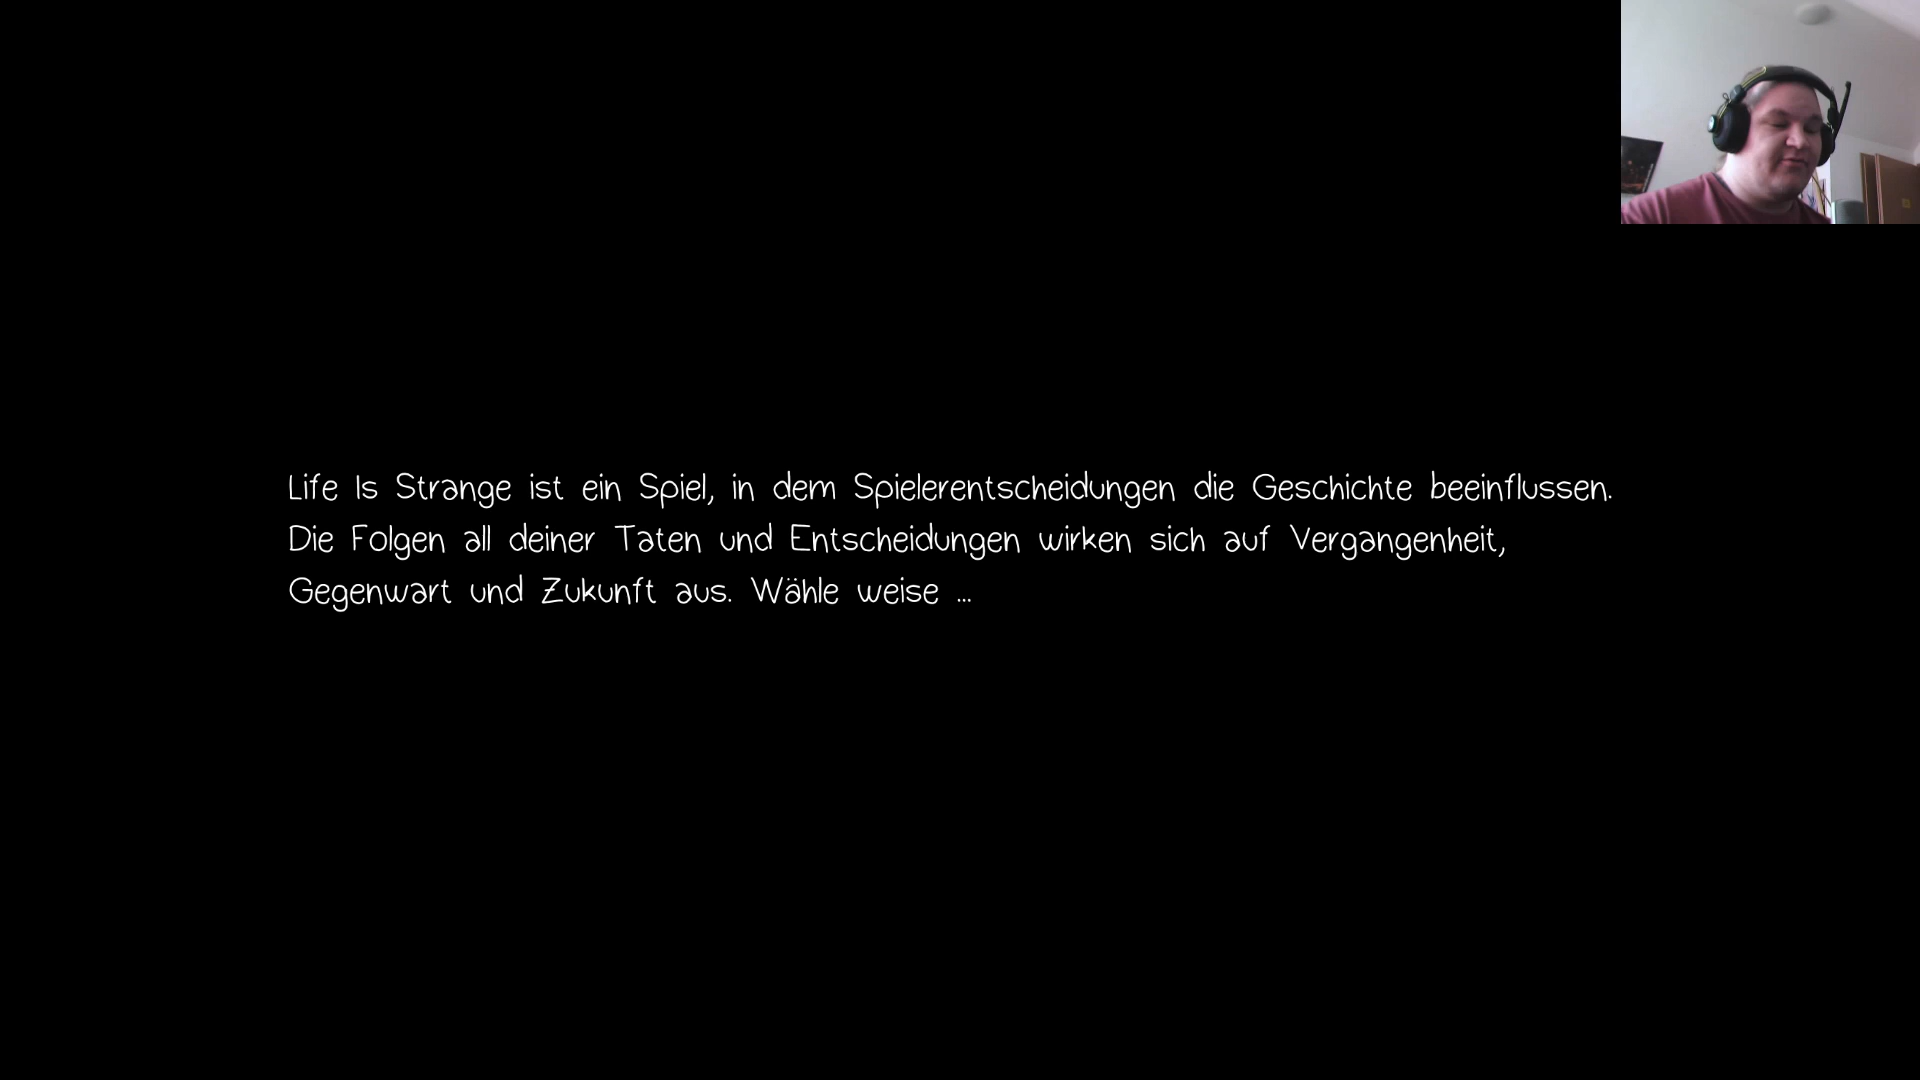 Life Is Strange ist ein Spiel, in dem Spielerentscheidungen die Geschichte beeinflussen.
Die Folgen all deiner Taten und Entscheidungen wirken sich auf Vergangenheit,
Gegenwart und Zukunft aus. Wähle weise ...